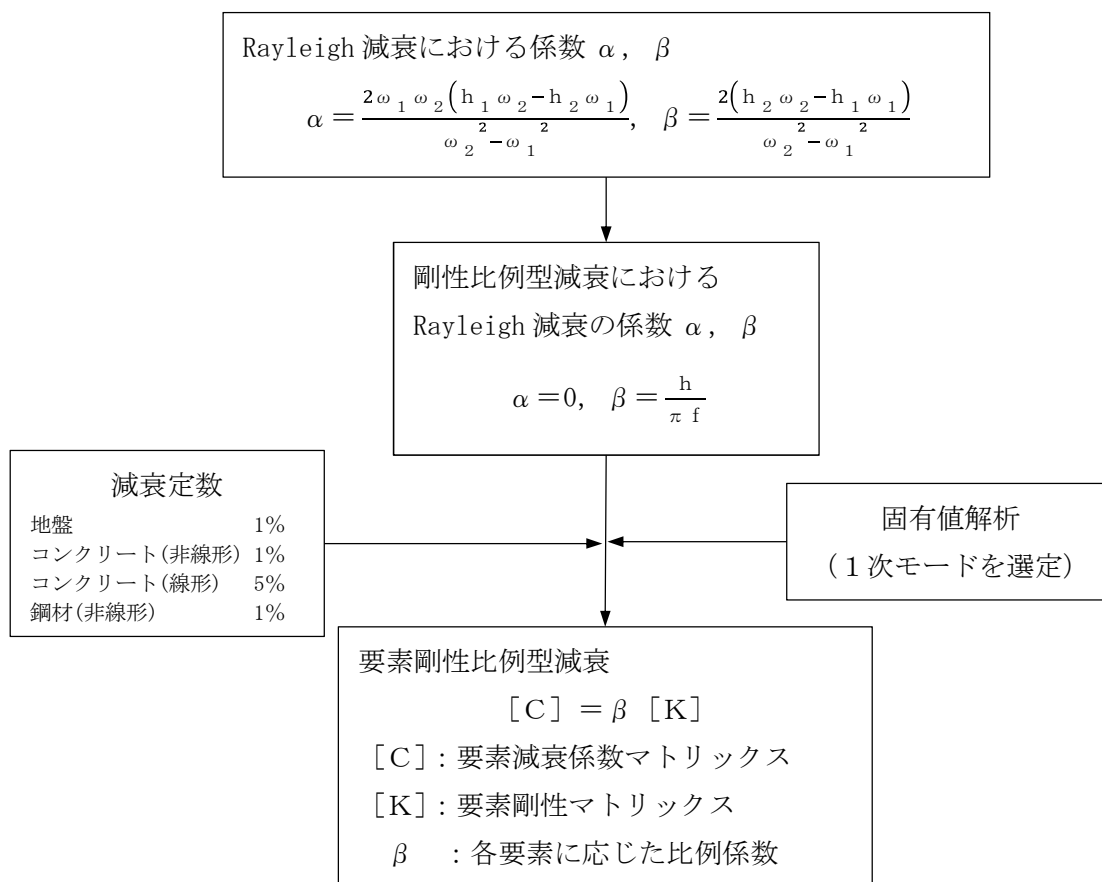 Rayleigh 減衰における係数 α, β
α＝2ω1ω2(h1ω2−h2ω1)/ω2²−ω1², β＝2(h2ω2−h1ω1)/ω2²−ω1²
剛性比例型減衰における
Rayleigh 減衰の係数 α, β
α＝0, β＝h/π f
減衰定数
地盤 1%
コンクリート(非線形) 1%
コンクリート(線形) 5%
鋼材(非線形) 1%
固有値解析
（１次モードを選定）
要素剛性比例型減衰
［C］＝β［K］
［C］：要素減衰係数マトリックス
［K］：要素剛性マトリックス
β ：各要素に応じた比例係数